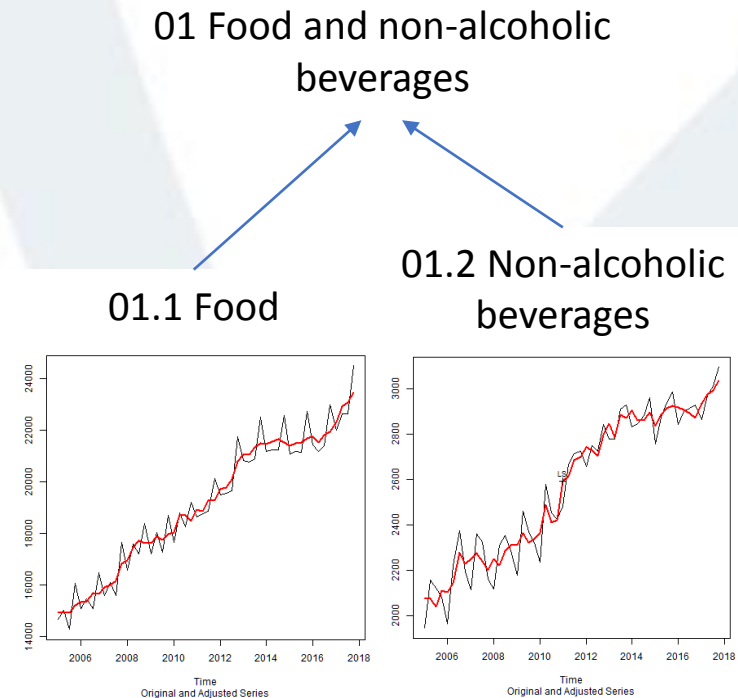 01 Food and non-alcoholic
beverages
01.1 Food
01.2 Non-alcoholic
beverages
24000
22000
20000
18000
16000
14000
2006 2008 2010 2012 2014 2016 2018
Time
Original and Adjusted Series
3000
2800
2600
2400
2200
2000
LS
2006 2008 2010 2012 2014 2016 2018
Time
Original and Adjusted Series